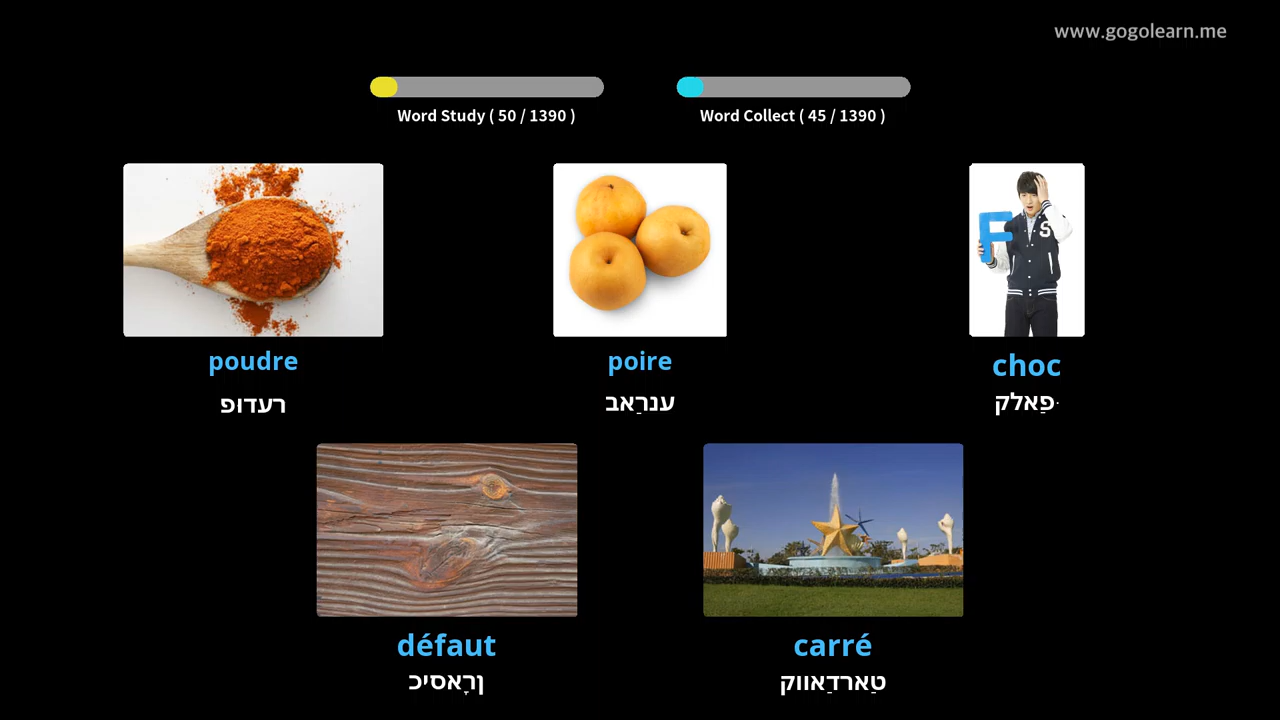 www.gogolearn.me
Word Study ( 50 / 1390 )
Word Collect ( 45 / 1390 )
poudre
רעדופ
poire
ענרַאב
choc
פַּאלק
défaut
ןרָאסיכ
carré
טַארדַאווק